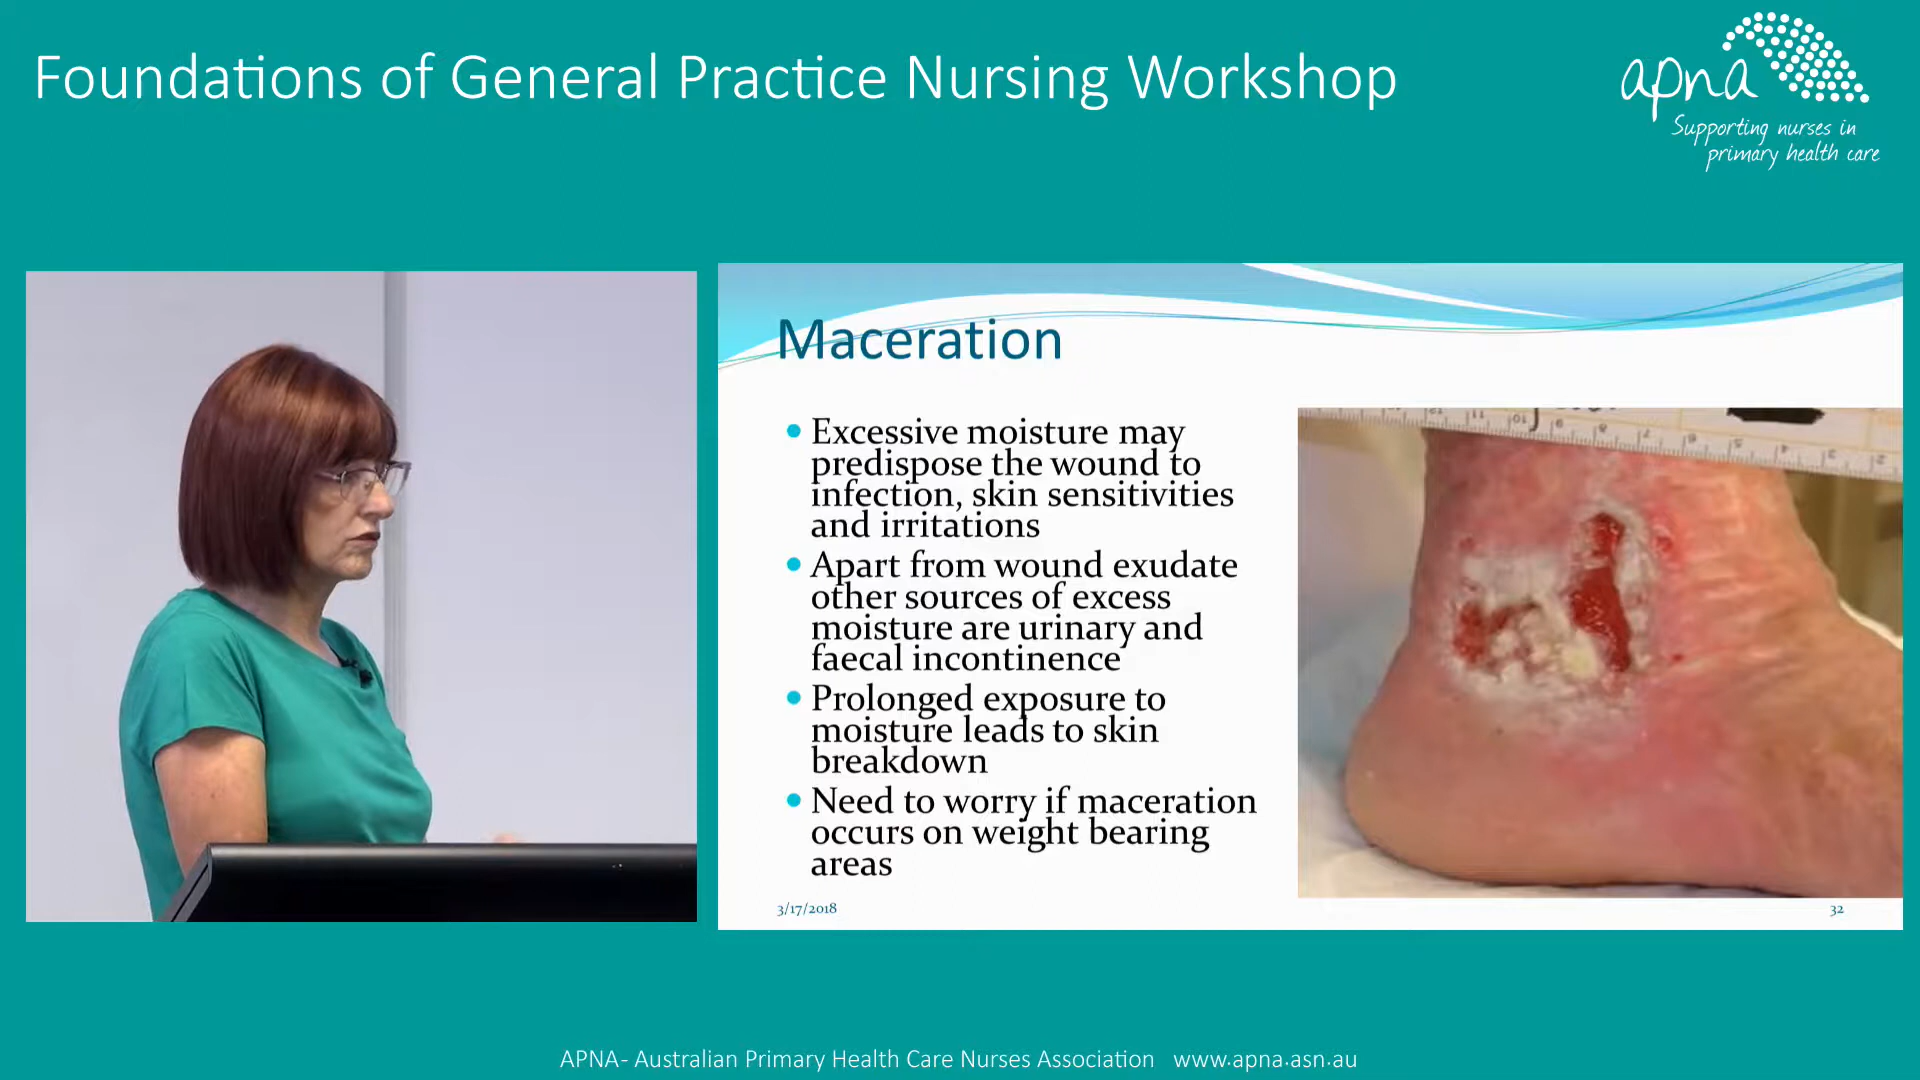 Foundations of General Practice Nursing Workshop
apna
Supporting nurses in
primary health care
Maceration
• Excessive moisture may
predispose the wound to
infection, skin sensitivities
and irritations
• Apart from wound exudate
other sources of excess
moisture are urinary and
faecal incontinence
• Prolonged exposure to
moisture leads to skin
breakdown
• Need to worry if maceration
occurs on weight bearing
areas
3/17/2018
32
APNA- Australian Primary Health Care Nurses Association www.apna.asn.au